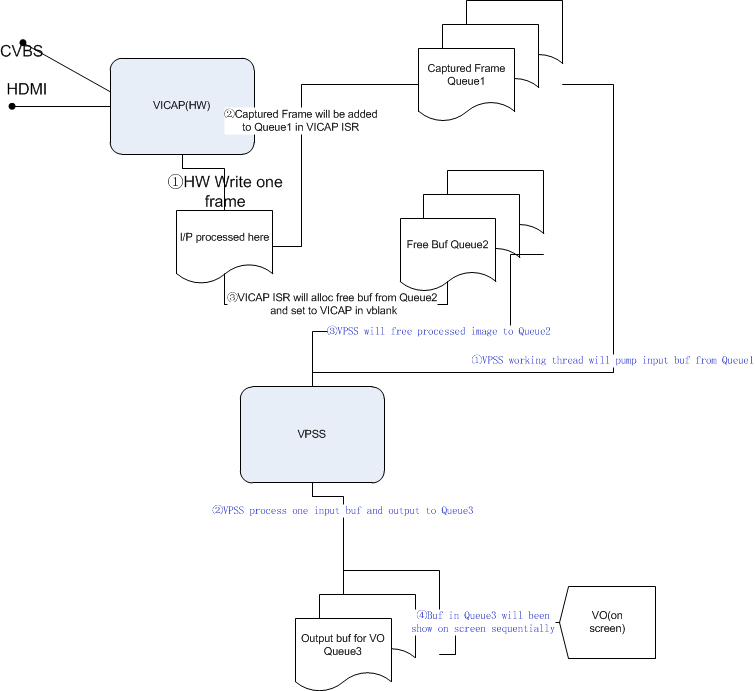 CVBS
HDMI
VICAP(HW)
Captured Frame
Queue1
②Captured Frame will be added
to Queue1 in VICAP ISR
①HW Write one
frame
I/P processed here
Free Buf Queue2
③VICAP ISR will alloc free buf from Queue2
and set to VICAP in vblank
③VPSS will free processed image to Queue2
①VPSS working thread will pump input buf from Queue1
VPSS
②VPSS process one input buf and output to Queue3
④Buf in Queue3 will been
show on screen sequentially
VO(on
screen)
Output buf for VO
Queue3